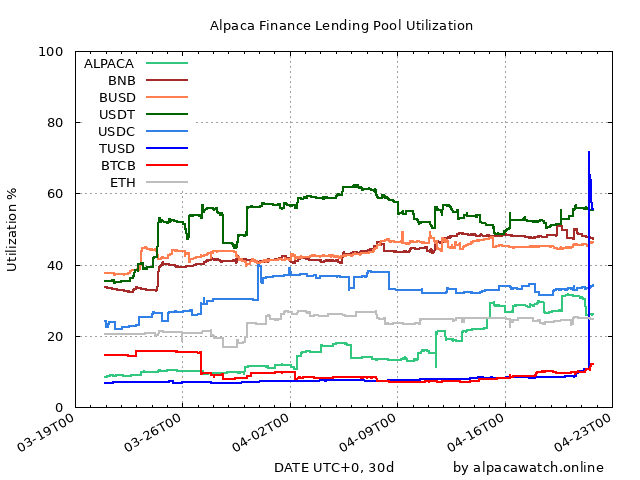 Alpaca Finance Lending Pool Utilization
100
80
60
40
20
0
Utilization %
ALPACA
BNB
BUSD
USDT
USDC
TUSD
BTCB
ETH
03-19T00
03-26T00
04-02T00
04-09T00
04-16T00
04-23T00
DATE UTC+0, 30d
by alpacawatch.online